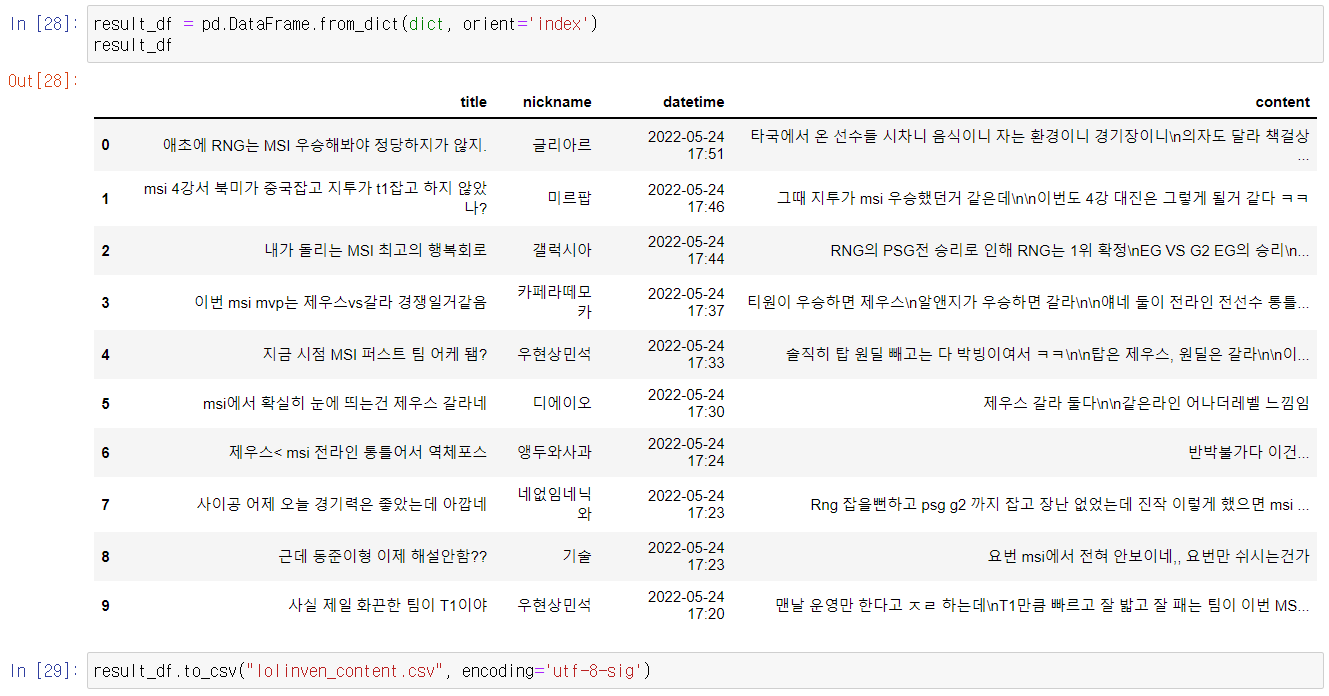 In [28]: result_df = pd.DataFrame.from_dict(dict, orient='index')
result_df
Out[28]:
title nickname datetime content
0 애초에 RNG는 MSI 우승해봐야 정당하지가 않지. 글리아르 2022-05-24 17:51 타국에서 온 선수들 시차니 음식이니 자는 환경이니 경기장이니\n의자도 달라 책걸상 ...
1 msi 4강서 북미가 중국잡고 지투가 t1잡고 하지 않았나? 미르팝 2022-05-24 17:46 그때 지투가 msi 우승했던거 같은데\n\n이번도 4강 대진은 그렇게 될거 같다 ㅋㅋ
2 내가 돌리는 MSI 최고의 행복회로 갤럭시아 2022-05-24 17:44 RNG의 PSG전 승리로 인해 RNG는 1위 확정\nEG VS G2 EG의 승리\n...
3 이번 msi mvp는 제우스vs갈라 경쟁일거같음 카페라떼모카 2022-05-24 17:37 티원이 우승하면 제우스\n알앤지가 우승하면 갈라\n\n얘네 둘이 전라인 전선수 통틀...
4 지금 시점 MSI 퍼스트 팀 어케 됌? 우현상민석 2022-05-24 17:33 솔직히 탑 원딜 빼고는 다 박빙이여서 ㅋㅋ\n\n탑은 제우스, 원딜은 갈라\n\n이...
5 msi에서 확실히 눈에 띄는건 제우스 갈라네 디에이오 2022-05-24 17:30 제우스 갈라 둘다\n\n같은라인 어나더레벨 느낌임
6 제우스< msi 전라인 통틀어서 역체포스 앵두와사과 2022-05-24 17:24 반박불가다 이건...
7 사이공 어제 오늘 경기력은 좋았는데 아깝네 네없임네닉와 2022-05-24 17:23 Rng 잡을뻔하고 psg g2 까지 잡고 장난 없었는데 진작 이렇게 했으면 msi ...
8 근데 동준이형 이제 해설안함?? 기술 2022-05-24 17:23 요번 msi에서 전혀 안보이네,, 요번만 쉬시는건가
9 사실 제일 화끈한 팀이 T1이야 우현상민석 2022-05-24 17:20 맨날 운영만 한다고 ㅈㄹ 하는데\nT1만큼 빠르고 잘 밟고 잘 패는 팀이 이번 MS...
In [29]: result_df.to_csv("lolinven_content.csv", encoding='utf-8-sig')